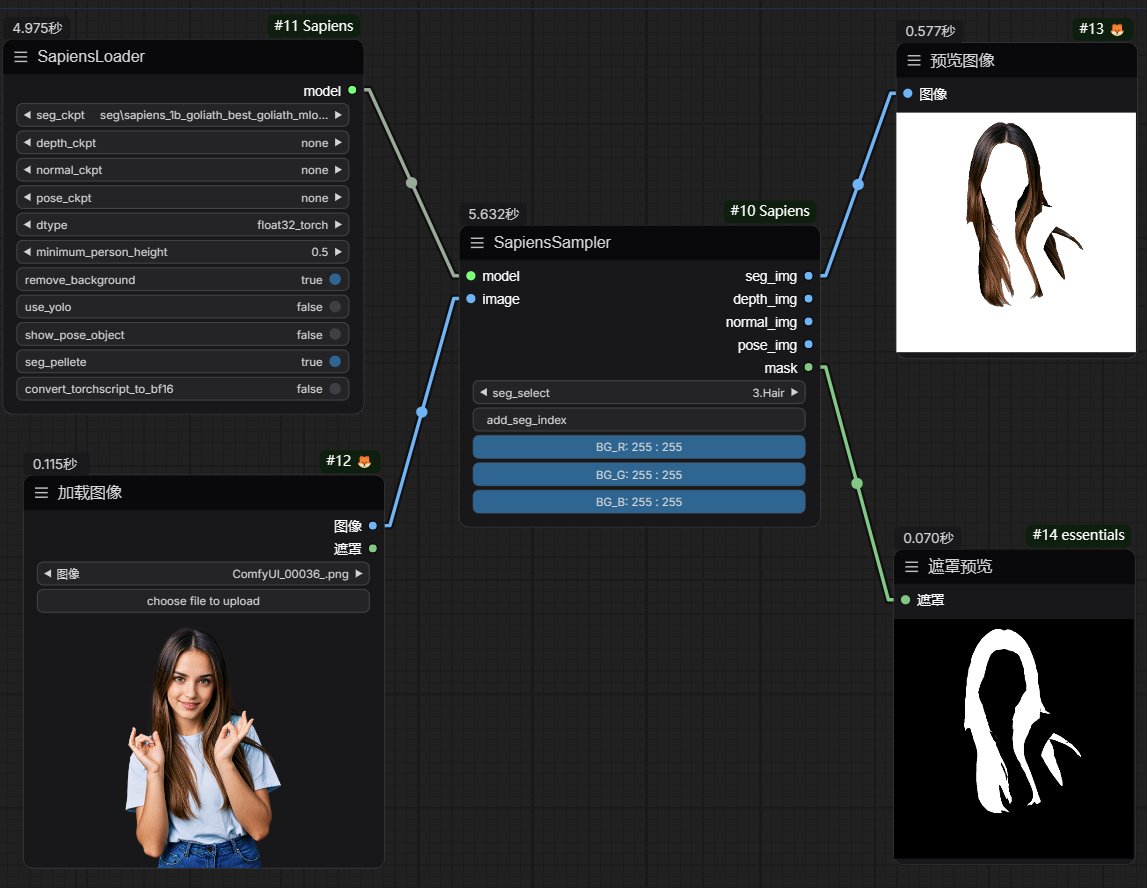 4.975秒
#11 Sapiens
SapiensLoader
model
seg_ckpt seg\sapiens_1b_goliath_best_goliath_mlo...
depth_ckpt none
normal_ckpt none
pose_ckpt none
dtype float32_torch
minimum_person_height 0.5
remove_background true
use_yolo false
show_pose_object false
seg_pellete true
convert_torchscript_to_bf16 false
0.115秒
#12
加载图像
图像
遮罩
图像 ComfyUI_00036_.png
choose file to upload
5.632秒
#10 Sapiens
SapiensSampler
model seg_img
image depth_img
normal_img
pose_img
mask
seg_select 3.Hair
add_seg_index
BG_R: 255 : 255
BG_G: 255 : 255
BG_B: 255 : 255
0.577秒
#13
预览图像
图像
0.070秒
#14 essentials
遮罩预览
遮罩